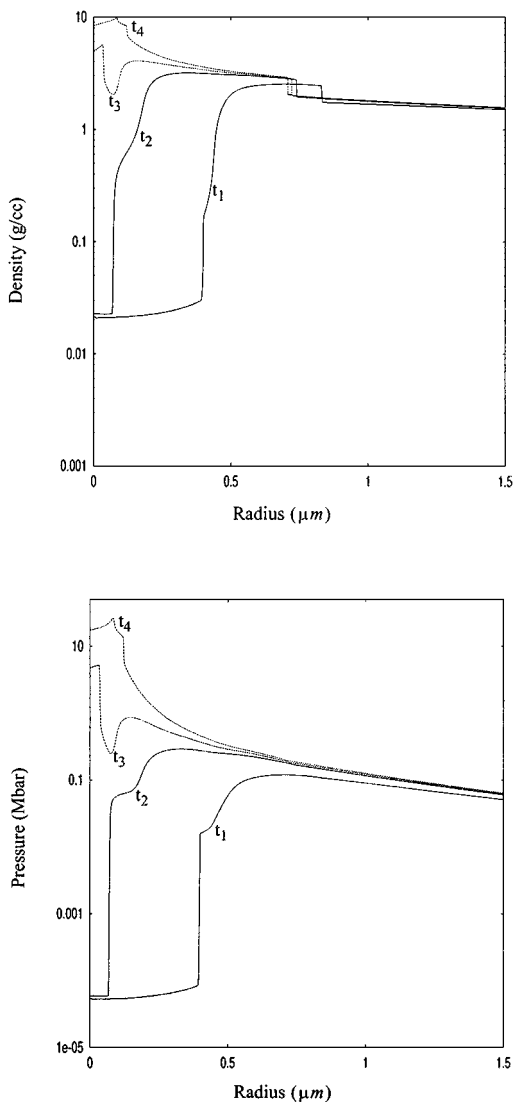 10
1
0.1
0.01
0.001
Density (g/cc)
t4
t3
t2
t1
0
0.5
1
1.5
Radius (μm)
10
0.1
0.001
1e-05
Pressure (Mbar)
t4
t3
t2
t1
0
0.5
1
1.5
Radius (μm)